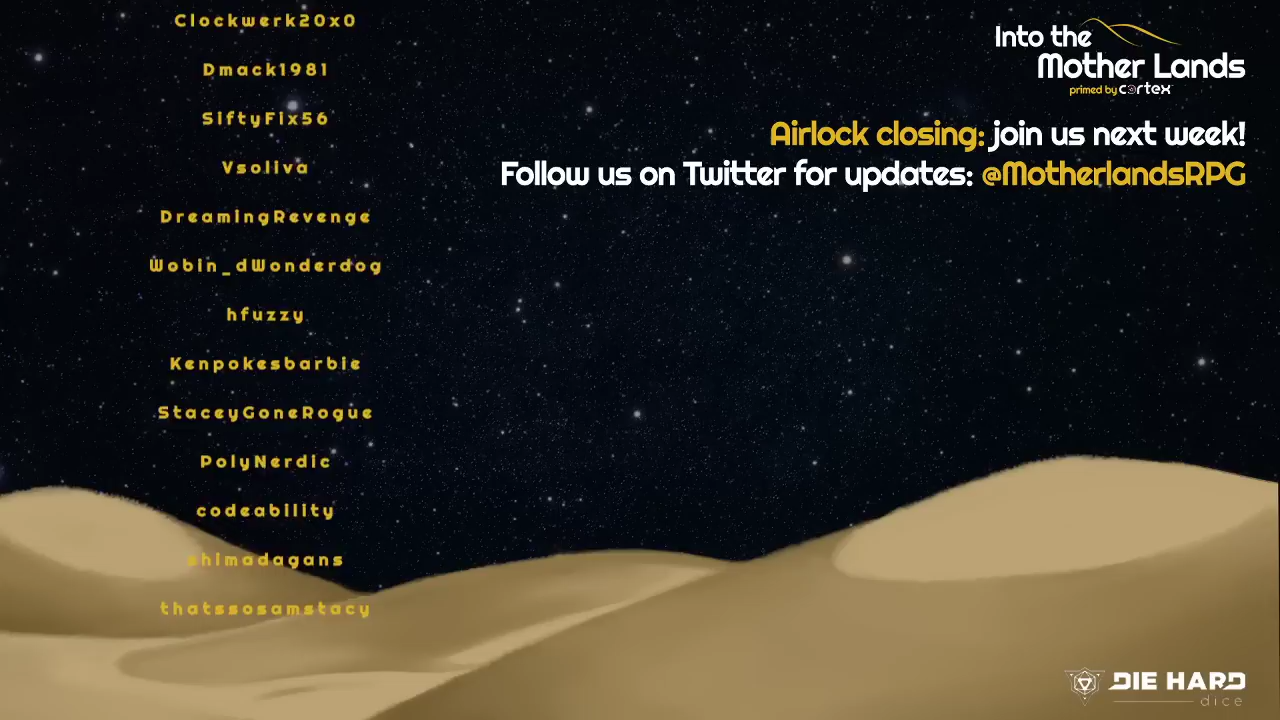 Clockwerk20x0
Dmack1981
SiftyFix56
Vsoliva
DreamingRevenge
Wobin_dWonderdog
hfuzzy
Kenpokesbarbie
StaceyGoneRogue
PolyNerdic
codeability
shimadagans
thatssosamstacy
Into the
Mother Lands
primed by cortex
Airlock closing: join us next week!
Follow us on Twitter for updates: @MotherlandsRPG
DIE HARD
dice